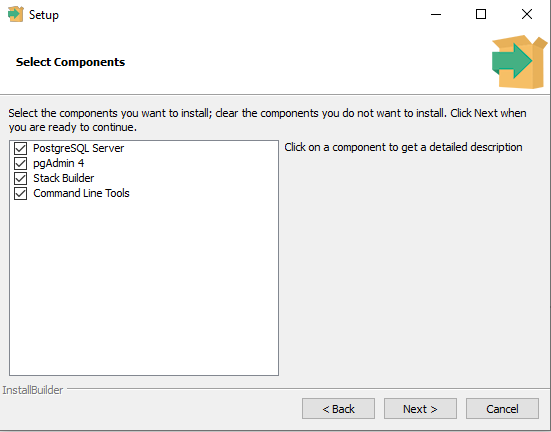 Setup
Select Components
Select the components you want to install; clear the components you do not want to install. Click Next when
you are ready to continue.
PostgreSQL Server
pgAdmin 4
Stack Builder
Command Line Tools
Click on a component to get a detailed description
InstallBuilder
< Back
Next >
Cancel